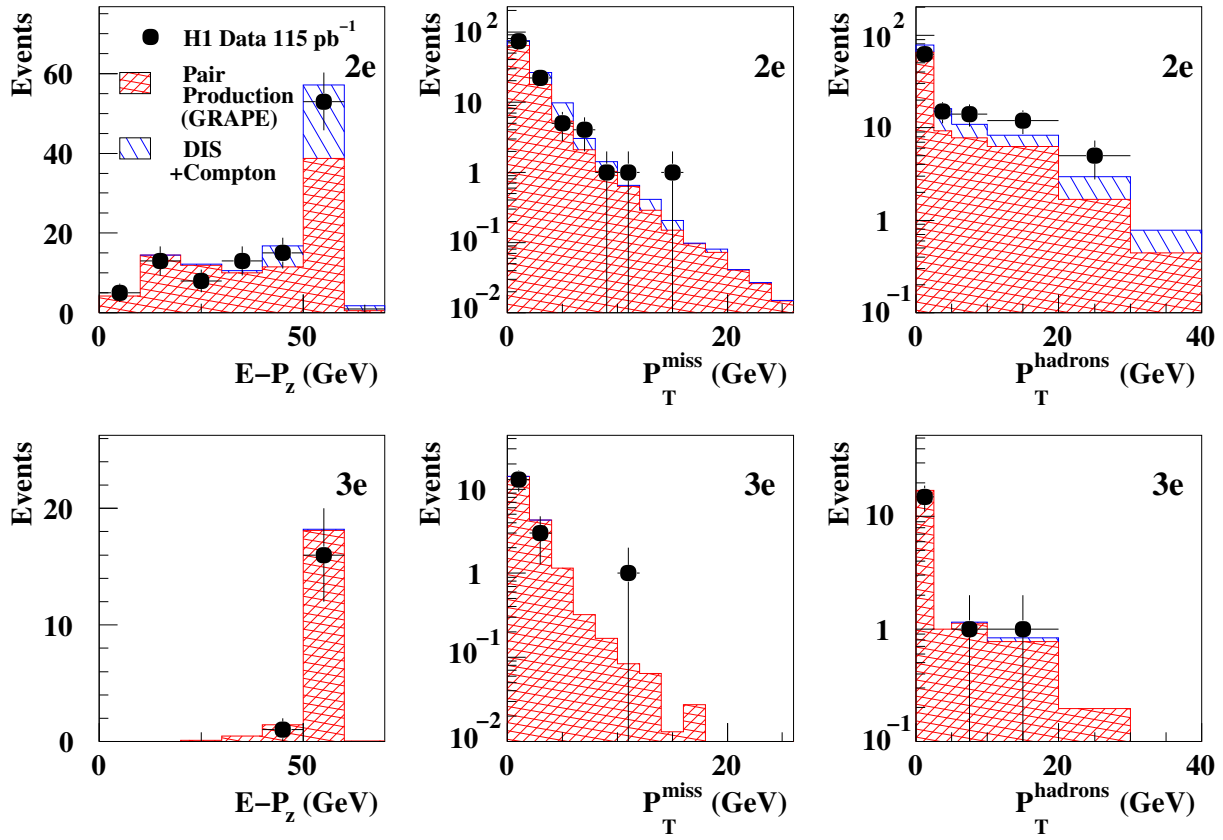 Events
60
40
20
0
0
50
E−P_z (GeV)
H1 Data 115 pb⁻¹
Pair
Production
(GRAPE)
DIS
+Compton
2e
Events
10²
10
1
10⁻¹
10⁻²
0
20
P_T^miss (GeV)
2e
Events
10²
10
1
10⁻¹
0
20
40
P_T^hadrons (GeV)
2e
Events
20
10
0
0
50
E−P_z (GeV)
3e
Events
10
1
10⁻¹
10⁻²
0
20
P_T^miss (GeV)
3e
Events
10
1
10⁻¹
0
20
40
P_T^hadrons (GeV)
3e